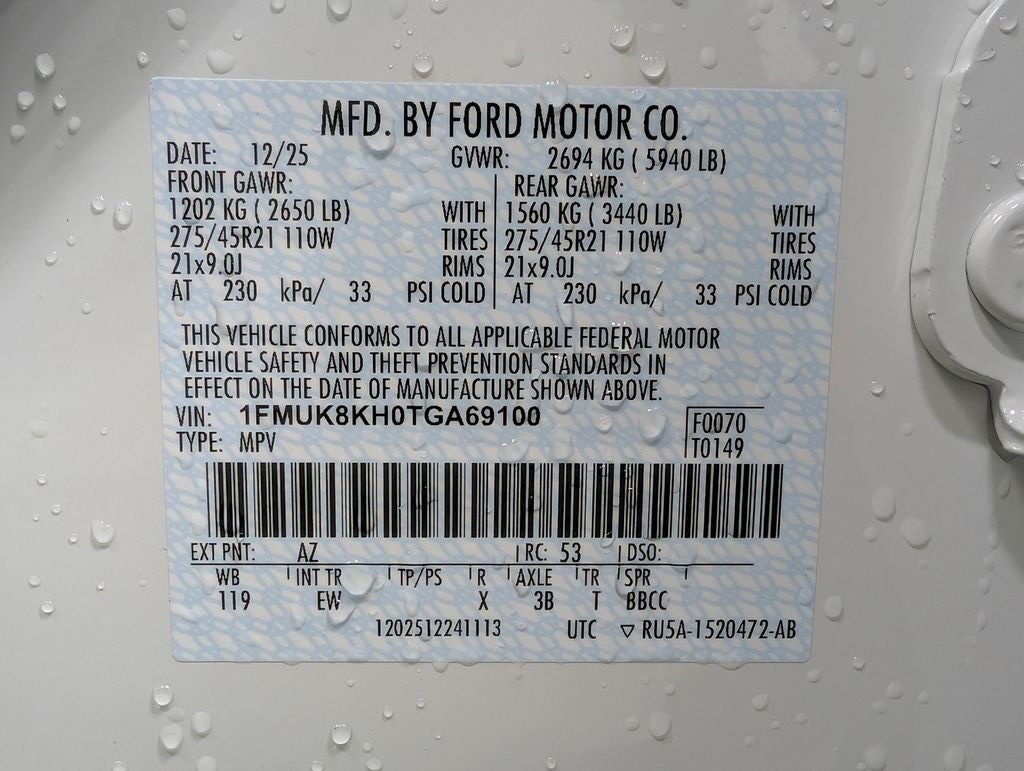 MFD. BY FORD MOTOR CO.
DATE: 12/25 GVWR: 2694 KG ( 5940 LB)
FRONT GAWR: REAR GAWR:
1202 KG ( 2650 LB) WITH 1560 KG ( 3440 LB) WITH
275/45R21 110W TIRES 275/45R21 110W TIRES
21x9.0J RIMS 21x9.0J RIMS
AT 230 kPa/ 33 PSI COLD AT 230 kPa/ 33 PSI COLD
THIS VEHICLE CONFORMS TO ALL APPLICABLE FEDERAL MOTOR
VEHICLE SAFETY AND THEFT PREVENTION STANDARDS IN
EFFECT ON THE DATE OF MANUFACTURE SHOWN ABOVE.
VIN: 1FMUK8KH0TGA69100 F0070
TYPE: MPV T0149
EXT PNT: AZ RC: 53 DSO:
WB INT TR TP/PS R AXLE TR SPR
119 EW X 3B T BBCC
1202512241113 UTC ▽ RU5A-1520472-AB